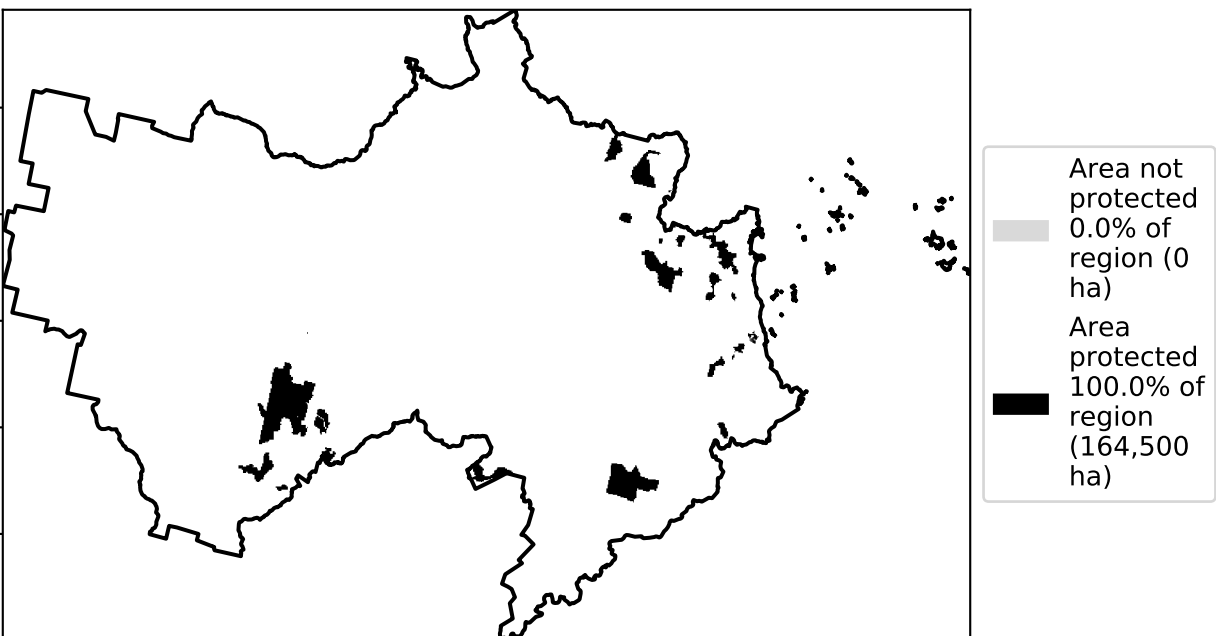 Area not
protected
0.0% of
region (0
ha)
Area
protected
100.0% of
region
(164,500
ha)